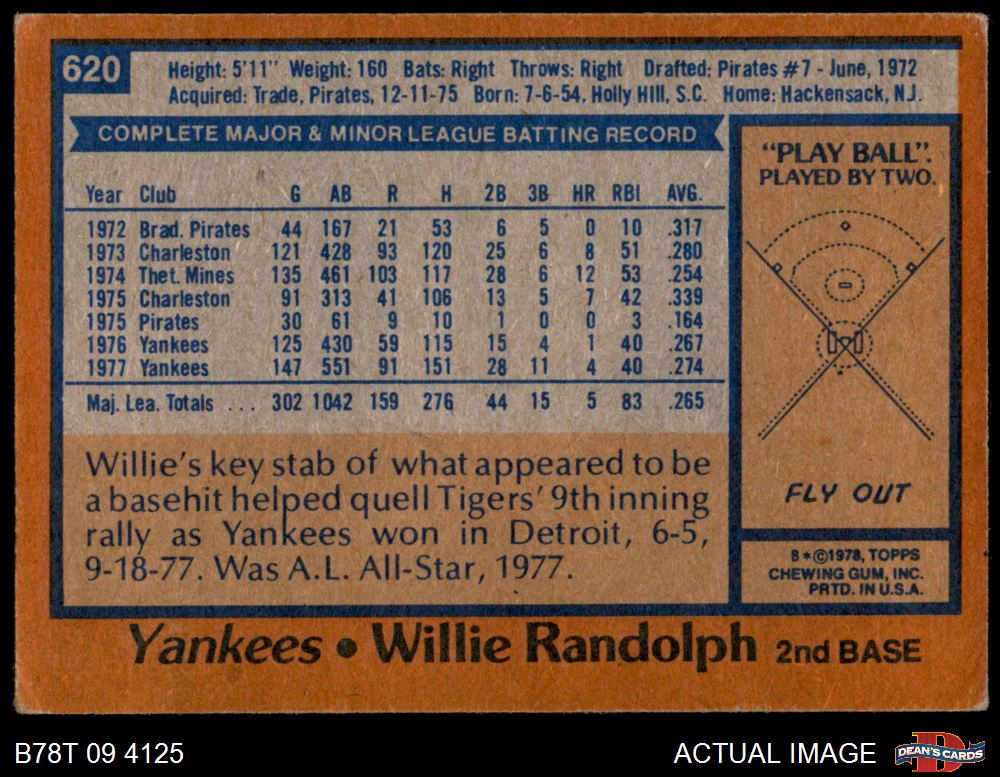 620
Height: 5'11" Weight: 160 Bats: Right Throws: Right Drafted: Pirates #7 - June, 1972
Acquired: Trade, Pirates, 12-11-75 Born: 7-6-54, Holly Hill, S.C. Home: Hackensack, N.J.
COMPLETE MAJOR & MINOR LEAGUE BATTING RECORD
Year Club G AB R H 2B 3B HR RBI AVG.
1972 Brad. Pirates 44 167 21 53 6 5 0 10 .317
1973 Charleston 121 428 93 120 25 6 8 51 .280
1974 Thet. Mines 135 461 103 117 28 6 12 53 .254
1975 Charleston 91 313 41 106 13 5 7 42 .339
1975 Pirates 30 61 9 10 1 0 0 3 .164
1976 Yankees 125 430 59 115 15 4 1 40 .267
1977 Yankees 147 551 91 151 28 11 4 40 .274
Maj. Lea. Totals ... 302 1042 159 276 44 15 5 83 .265
Willie's key stab of what appeared to be
a basehit helped quell Tigers' 9th inning
rally as Yankees won in Detroit, 6-5,
9-18-77. Was A.L. All-Star, 1977.
"PLAY BALL".
PLAYED BY TWO.
FLY OUT
B*©1978, TOPPS
CHEWING GUM, INC.
PRTD. IN U.S.A.
Yankees • Willie Randolph 2nd BASE
B78T 09 4125
ACTUAL IMAGE
DEAN'S CARDS